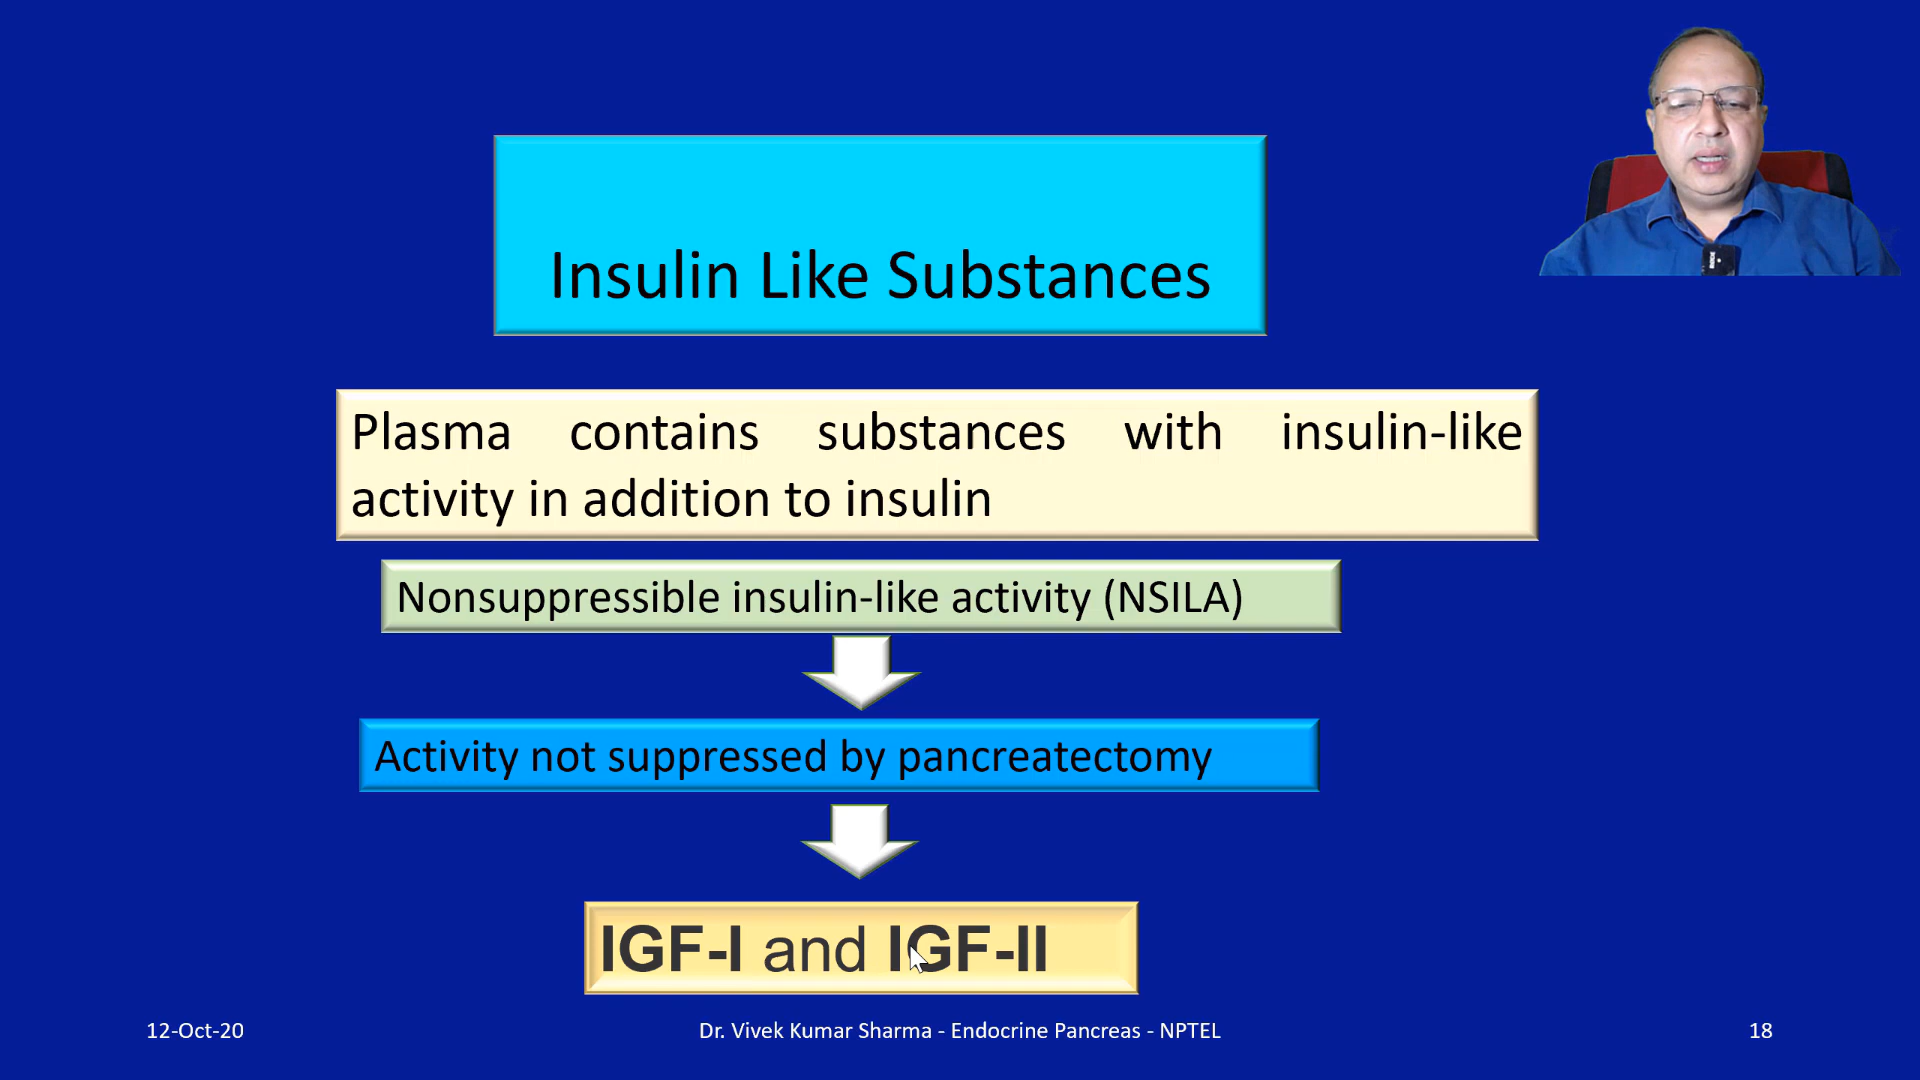 Insulin Like Substances
Plasma contains substances with insulin-like
activity in addition to insulin
Nonsuppressible insulin-like activity (NSILA)
Activity not suppressed by pancreatectomy
IGF-I and IGF-II
12-Oct-20
Dr. Vivek Kumar Sharma - Endocrine Pancreas - NPTEL
18